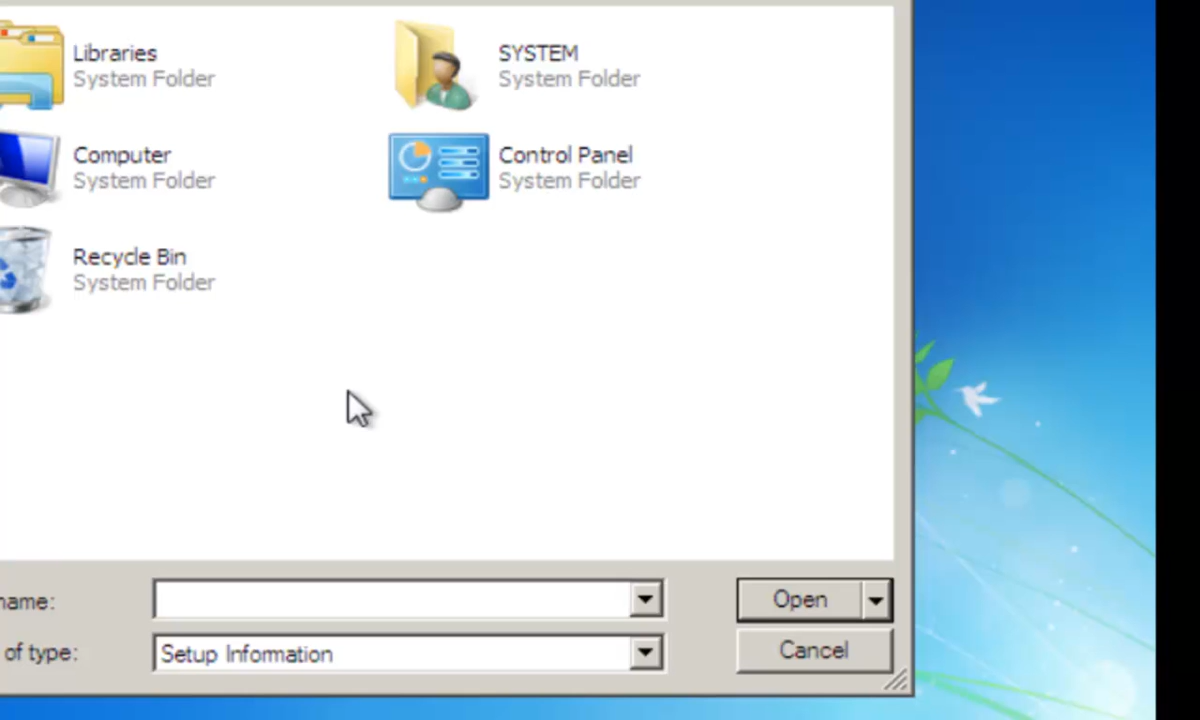 Libraries
System Folder
SYSTEM
System Folder
Computer
System Folder
Control Panel
System Folder
Recycle Bin
System Folder
name:
Open
of type:
Setup Information
Cancel